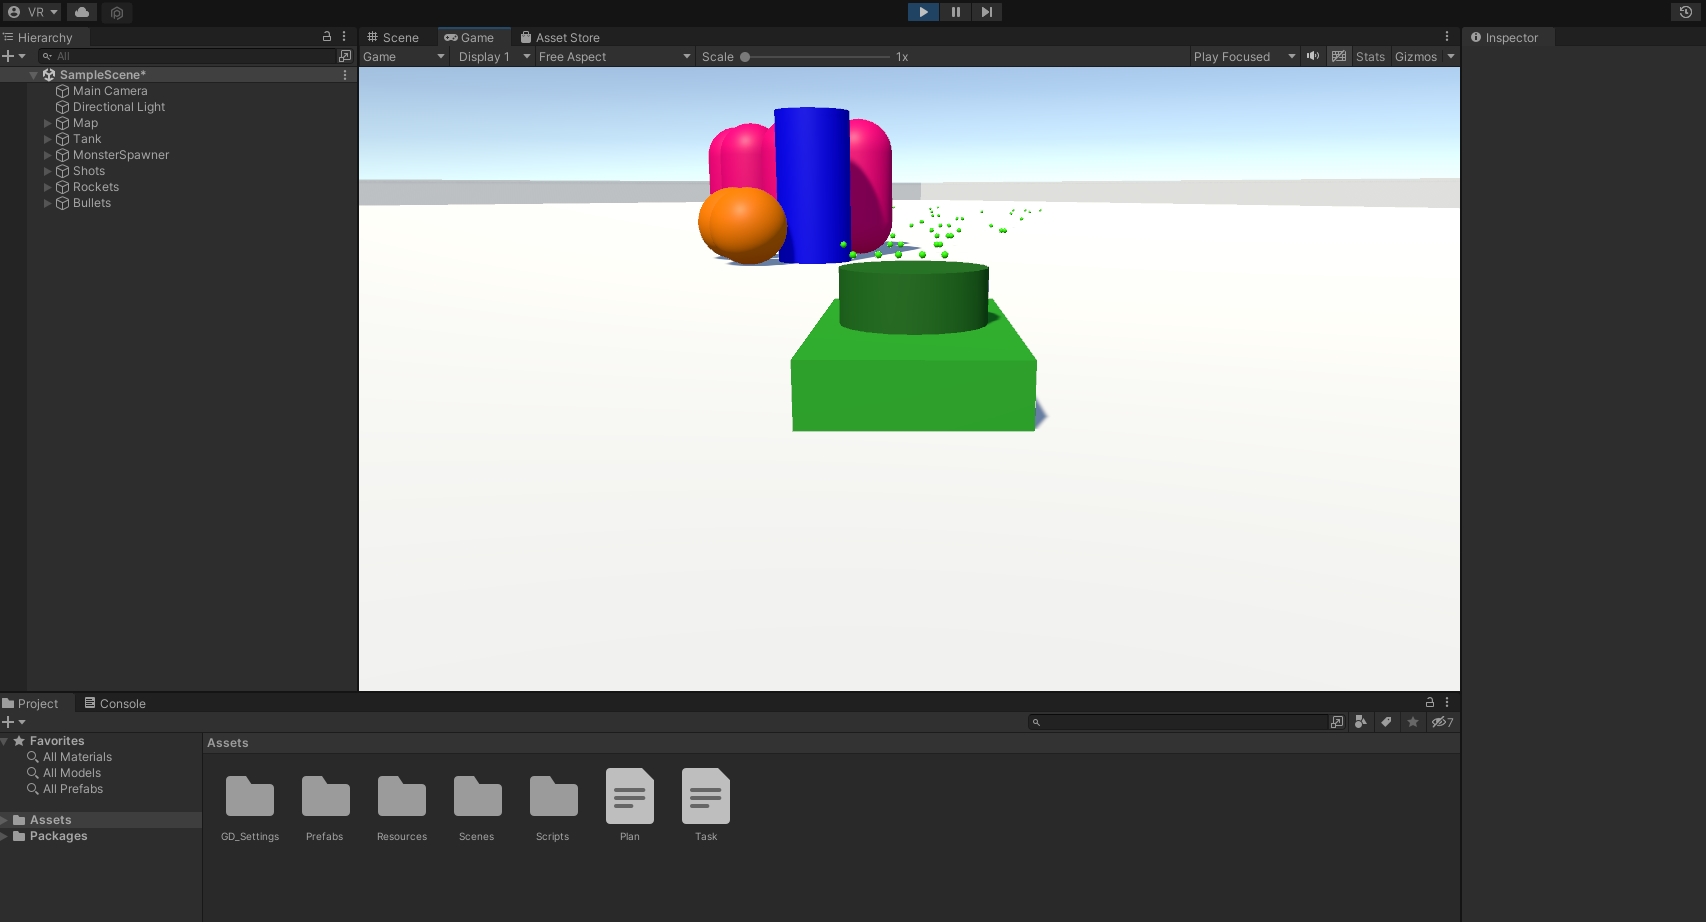 VR
Hierarchy
All
SampleScene*
Main Camera
Directional Light
Map
Tank
MonsterSpawner
Shots
Rockets
Bullets
Scene Game Asset Store
Game Display 1 Free Aspect Scale 1x Play Focused Stats Gizmos
Inspector
Project Console
7
Favorites
All Materials
All Models
All Prefabs
Assets
Packages
Assets
GD_Settings Prefabs Resources Scenes Scripts Plan Task